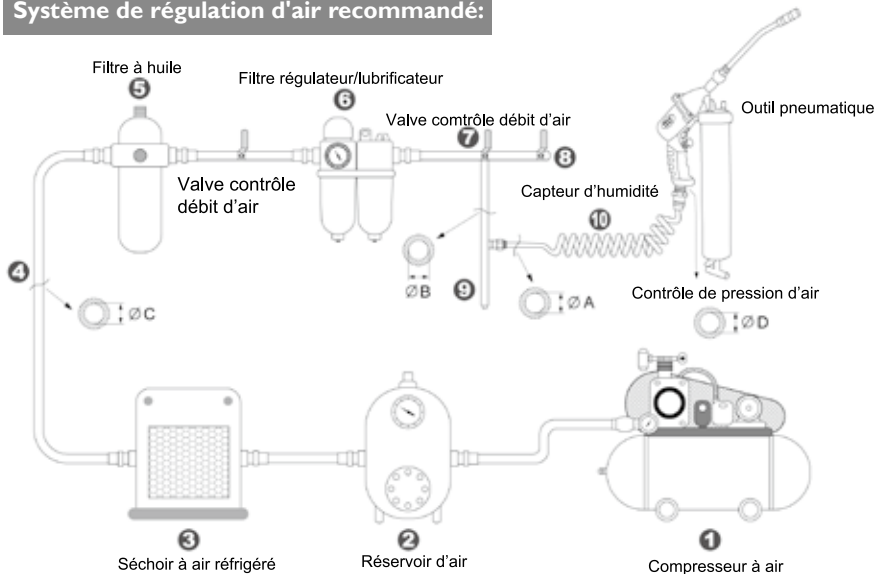 Système de régulation d'air recommandé:
Filtre à huile
5
Filtre régulateur/lubrificateur
6
Valve comtrôle débit d'air
7
8
Outil pneumatique
Valve contrôle
débit d'air
Capteur d'humidité
10
4
ØC
ØB
9
ØA
Contrôle de pression d'air
ØD
3
Séchoir à air réfrigéré
2
Réservoir d'air
1
Compresseur à air